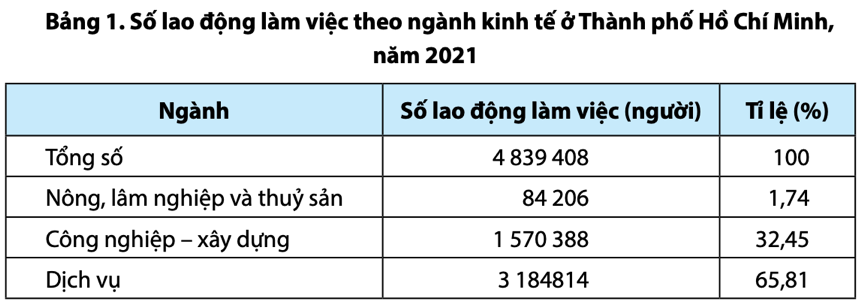 Bảng 1. Số lao động làm việc theo ngành kinh tế ở Thành phố Hồ Chí Minh,
năm 2021
Ngành Số lao động làm việc (người) Tỉ lệ (%)
Tổng số 4 839 408 100
Nông, lâm nghiệp và thuỷ sản 84 206 1,74
Công nghiệp – xây dựng 1 570 388 32,45
Dịch vụ 3 184814 65,81